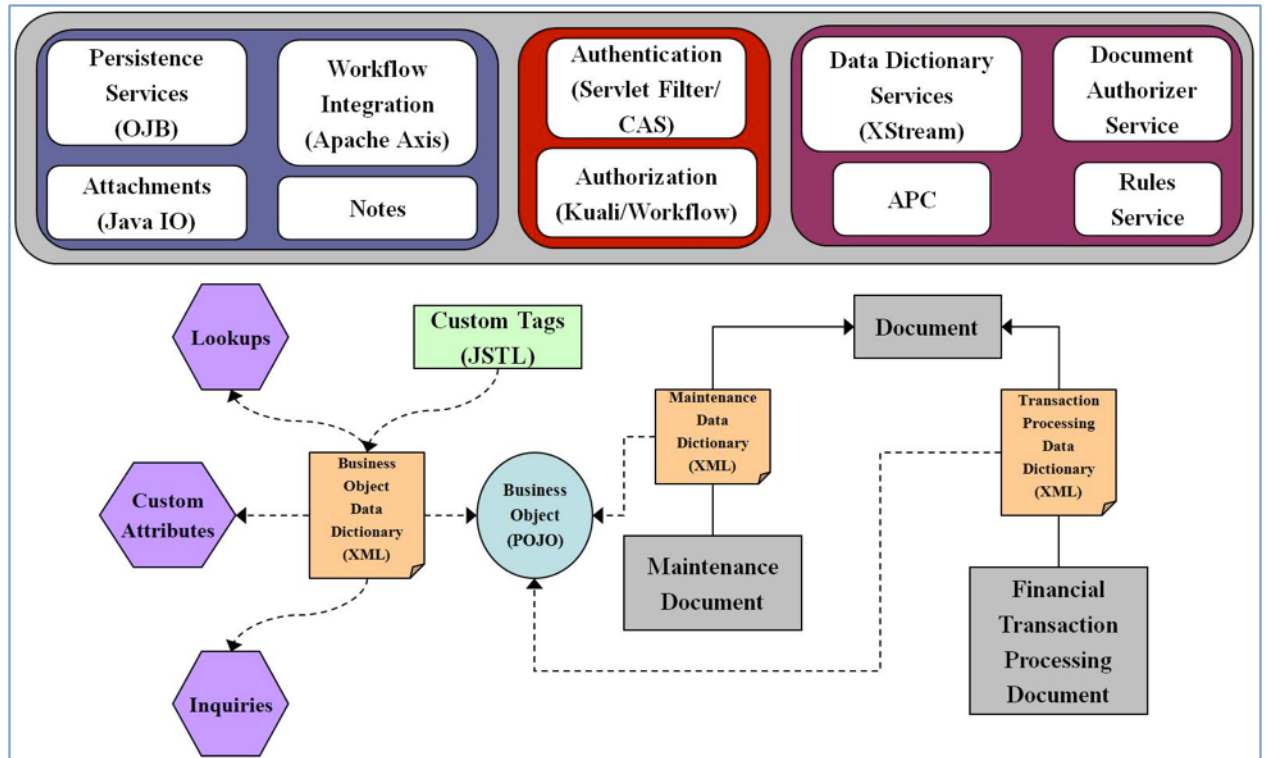 Persistence
Services
(OJB)
Workflow
Integration
(Apache Axis)
Attachments
(Java IO)
Notes
Authentication
(Servlet Filter/
CAS)
Authorization
(Kuali/Workflow)
Data Dictionary
Services
(XStream)
Document
Authorizer
Service
APC
Rules
Service
Lookups
Custom Tags
(JSTL)
Document
Maintenance
Data
Dictionary
(XML)
Transaction
Processing
Data
Dictionary
(XML)
Custom
Attributes
Business
Object
Data
Dictionary
(XML)
Business
Object
(POJO)
Maintenance
Document
Financial
Transaction
Processing
Document
Inquiries